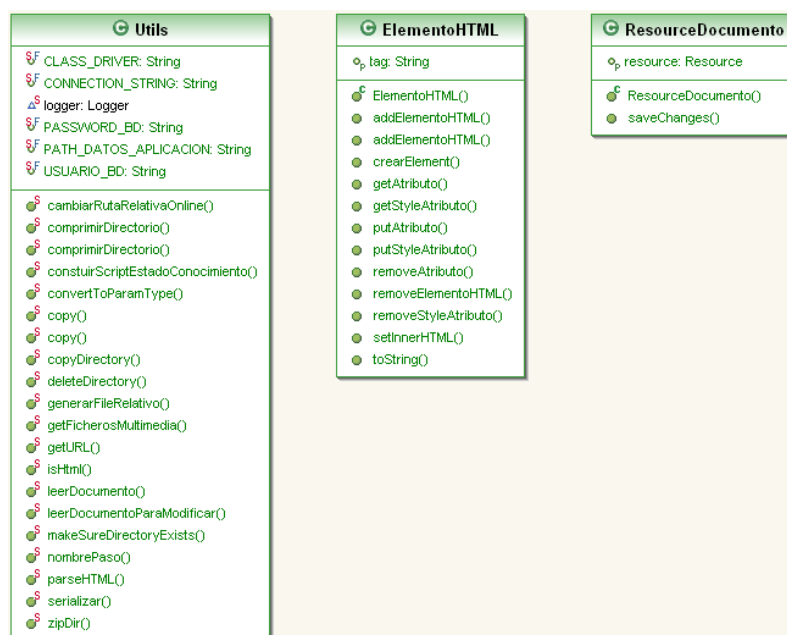 Utils
CLASS_DRIVER: String
CONNECTION_STRING: String
logger: Logger
PASSWORD_BD: String
PATH_DATOS_APLICACION: String
USUARIO_BD: String
cambiarRutaRelativaOnline()
comprimirDirectorio()
comprimirDirectorio()
constuirScriptEstadoConocimiento()
convertToParamType()
copy()
copy()
copyDirectory()
deleteDirectory()
generarFileRelativo()
getFicherosMultimedia()
getURL()
isHtml()
leerDocumento()
leerDocumentoParaModificar()
makeSureDirectoryExists()
nombrePaso()
parseHTML()
serializar()
zipDir()
ElementoHTML
tag: String
ElementoHTML()
addElementoHTML()
addElementoHTML()
crearElement()
getAtributo()
getStyleAtributo()
putAtributo()
putStyleAtributo()
removeAtributo()
removeElementoHTML()
removeStyleAtributo()
setInnerHTML()
toString()
ResourceDocumento
resource: Resource
ResourceDocumento()
saveChanges()